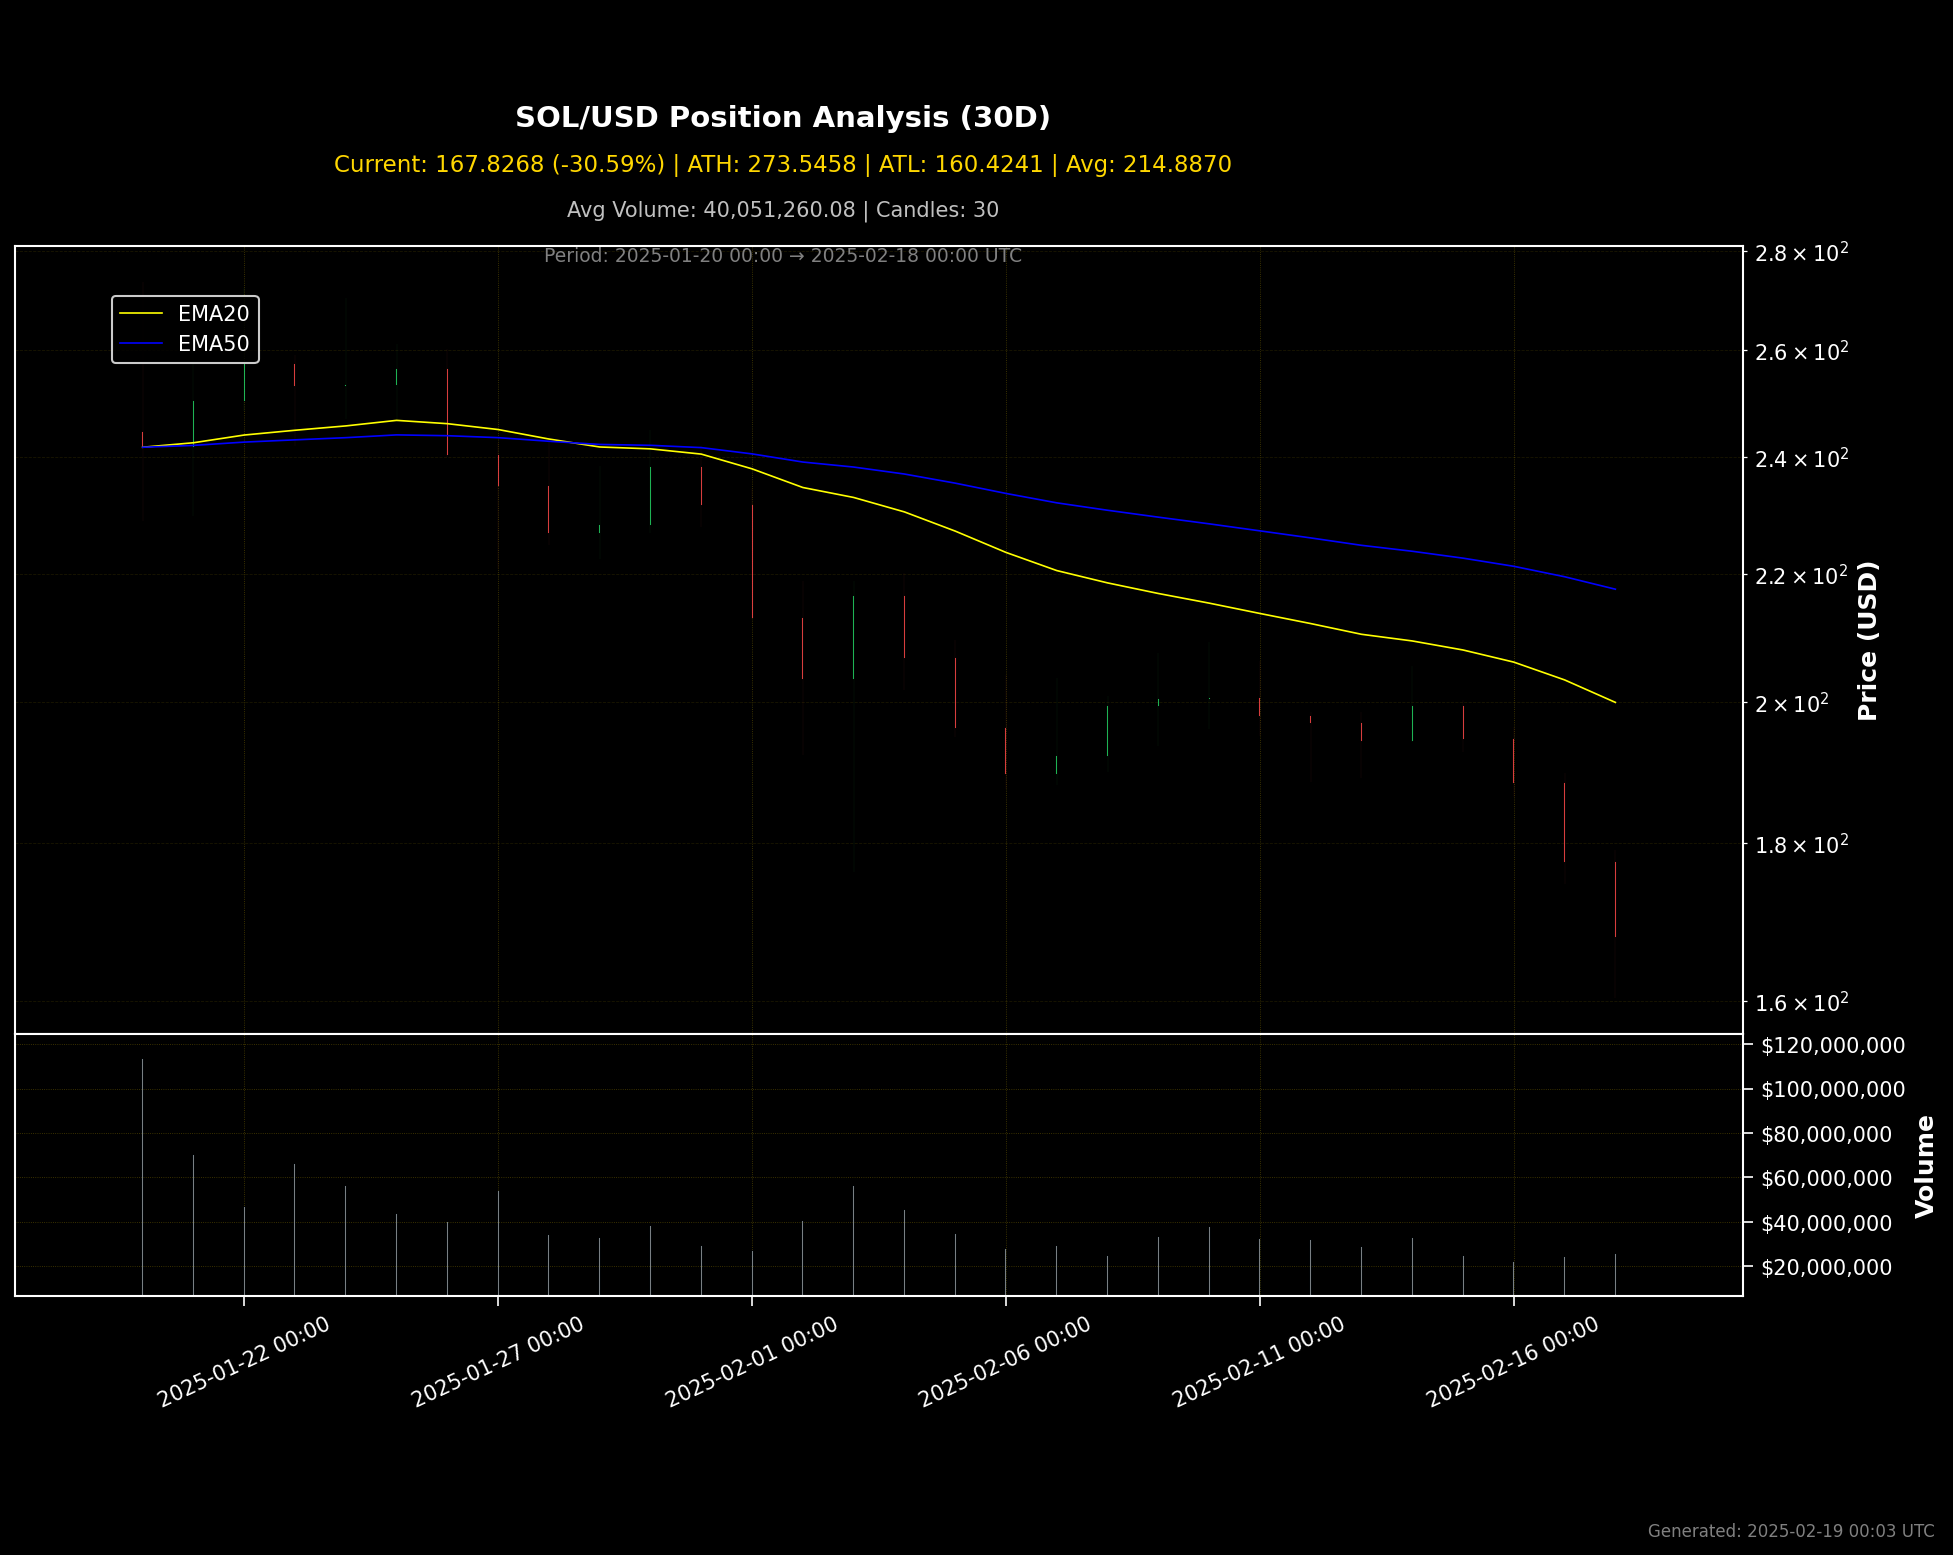 SOL/USD Position Analysis (30D)
Current: 167.8268 (-30.59%) | ATH: 273.5458 | ATL: 160.4241 | Avg: 214.8870
Avg Volume: 40,051,260.08 | Candles: 30
Period: 2025-01-20 00:00 → 2025-02-18 00:00 UTC
EMA20
EMA50
2.8 × 10²
2.6 × 10²
2.4 × 10²
2.2 × 10²
2 × 10²
1.8 × 10²
1.6 × 10²
Price (USD)
$120,000,000
$100,000,000
$80,000,000
$60,000,000
$40,000,000
$20,000,000
Volume
2025-01-22 00:00
2025-01-27 00:00
2025-02-01 00:00
2025-02-06 00:00
2025-02-11 00:00
2025-02-16 00:00
Generated: 2025-02-19 00:03 UTC